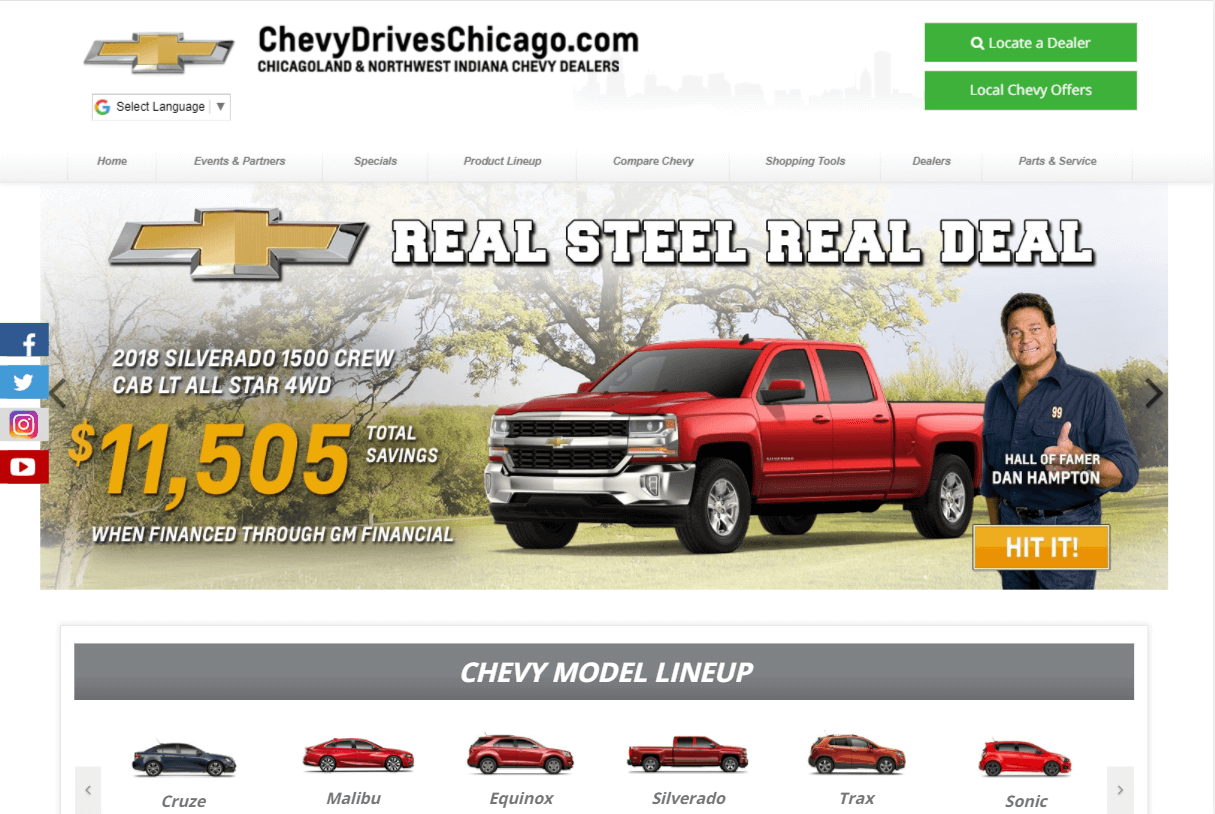 ChevyDrivesChicago.com
CHICAGOLAND & NORTHWEST INDIANA CHEVY DEALERS
Locate a Dealer
Local Chevy Offers
Select Language
Home
Events & Partners
Specials
Product Lineup
Compare Chevy
Shopping Tools
Dealers
Parts & Service
REAL STEEL REAL DEAL
2018 SILVERADO 1500 CREW
CAB LT ALL STAR 4WD
$11,505
TOTAL
SAVINGS
WHEN FINANCED THROUGH GM FINANCIAL
99
HALL OF FAMER
DAN HAMPTON
HIT IT!
CHEVY MODEL LINEUP
Cruze
Malibu
Equinox
Silverado
Trax
Sonic